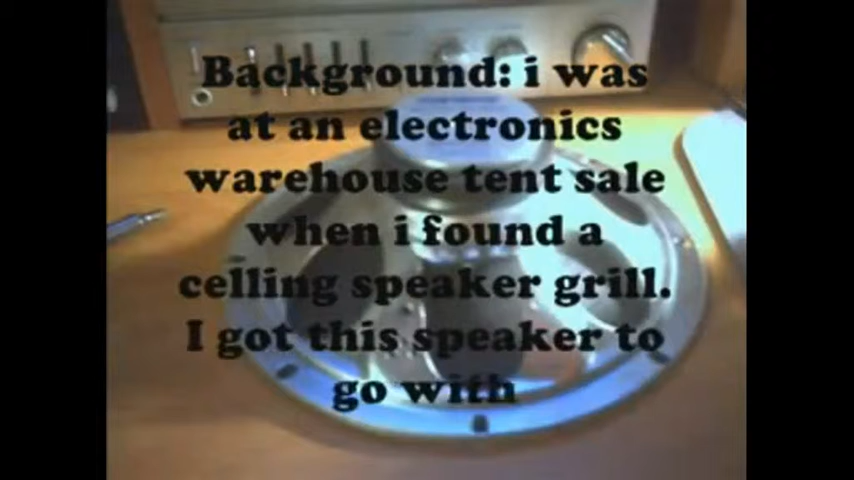 Background: i was
at an electronics
warehouse tent sale
when i found a
celling speaker grill.
I got this speaker to
go with